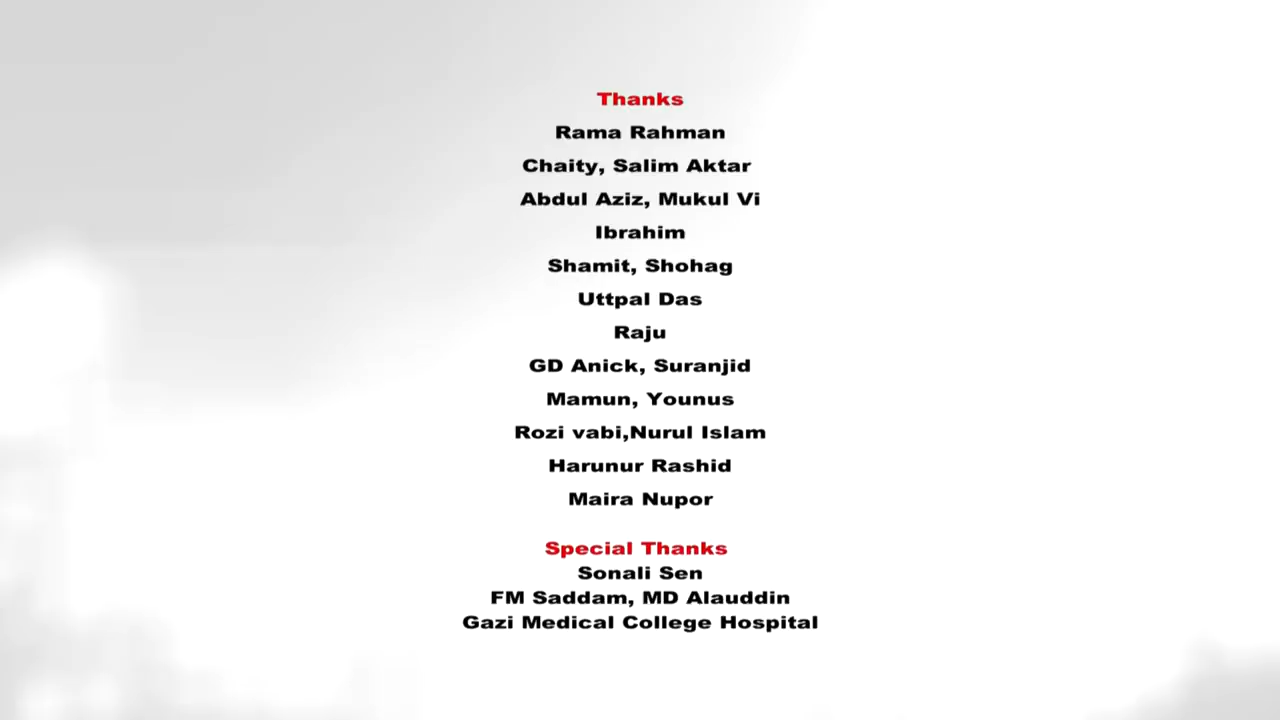 Thanks
Rama Rahman
Chaity, Salim Aktar
Abdul Aziz, Mukul Vi
Ibrahim
Shamit, Shohag
Uttpal Das
Raju
GD Anick, Suranjid
Mamun, Younus
Rozi vabi,Nurul Islam
Harunur Rashid
Maira Nupor
Special Thanks
Sonali Sen
FM Saddam, MD Alauddin
Gazi Medical College Hospital